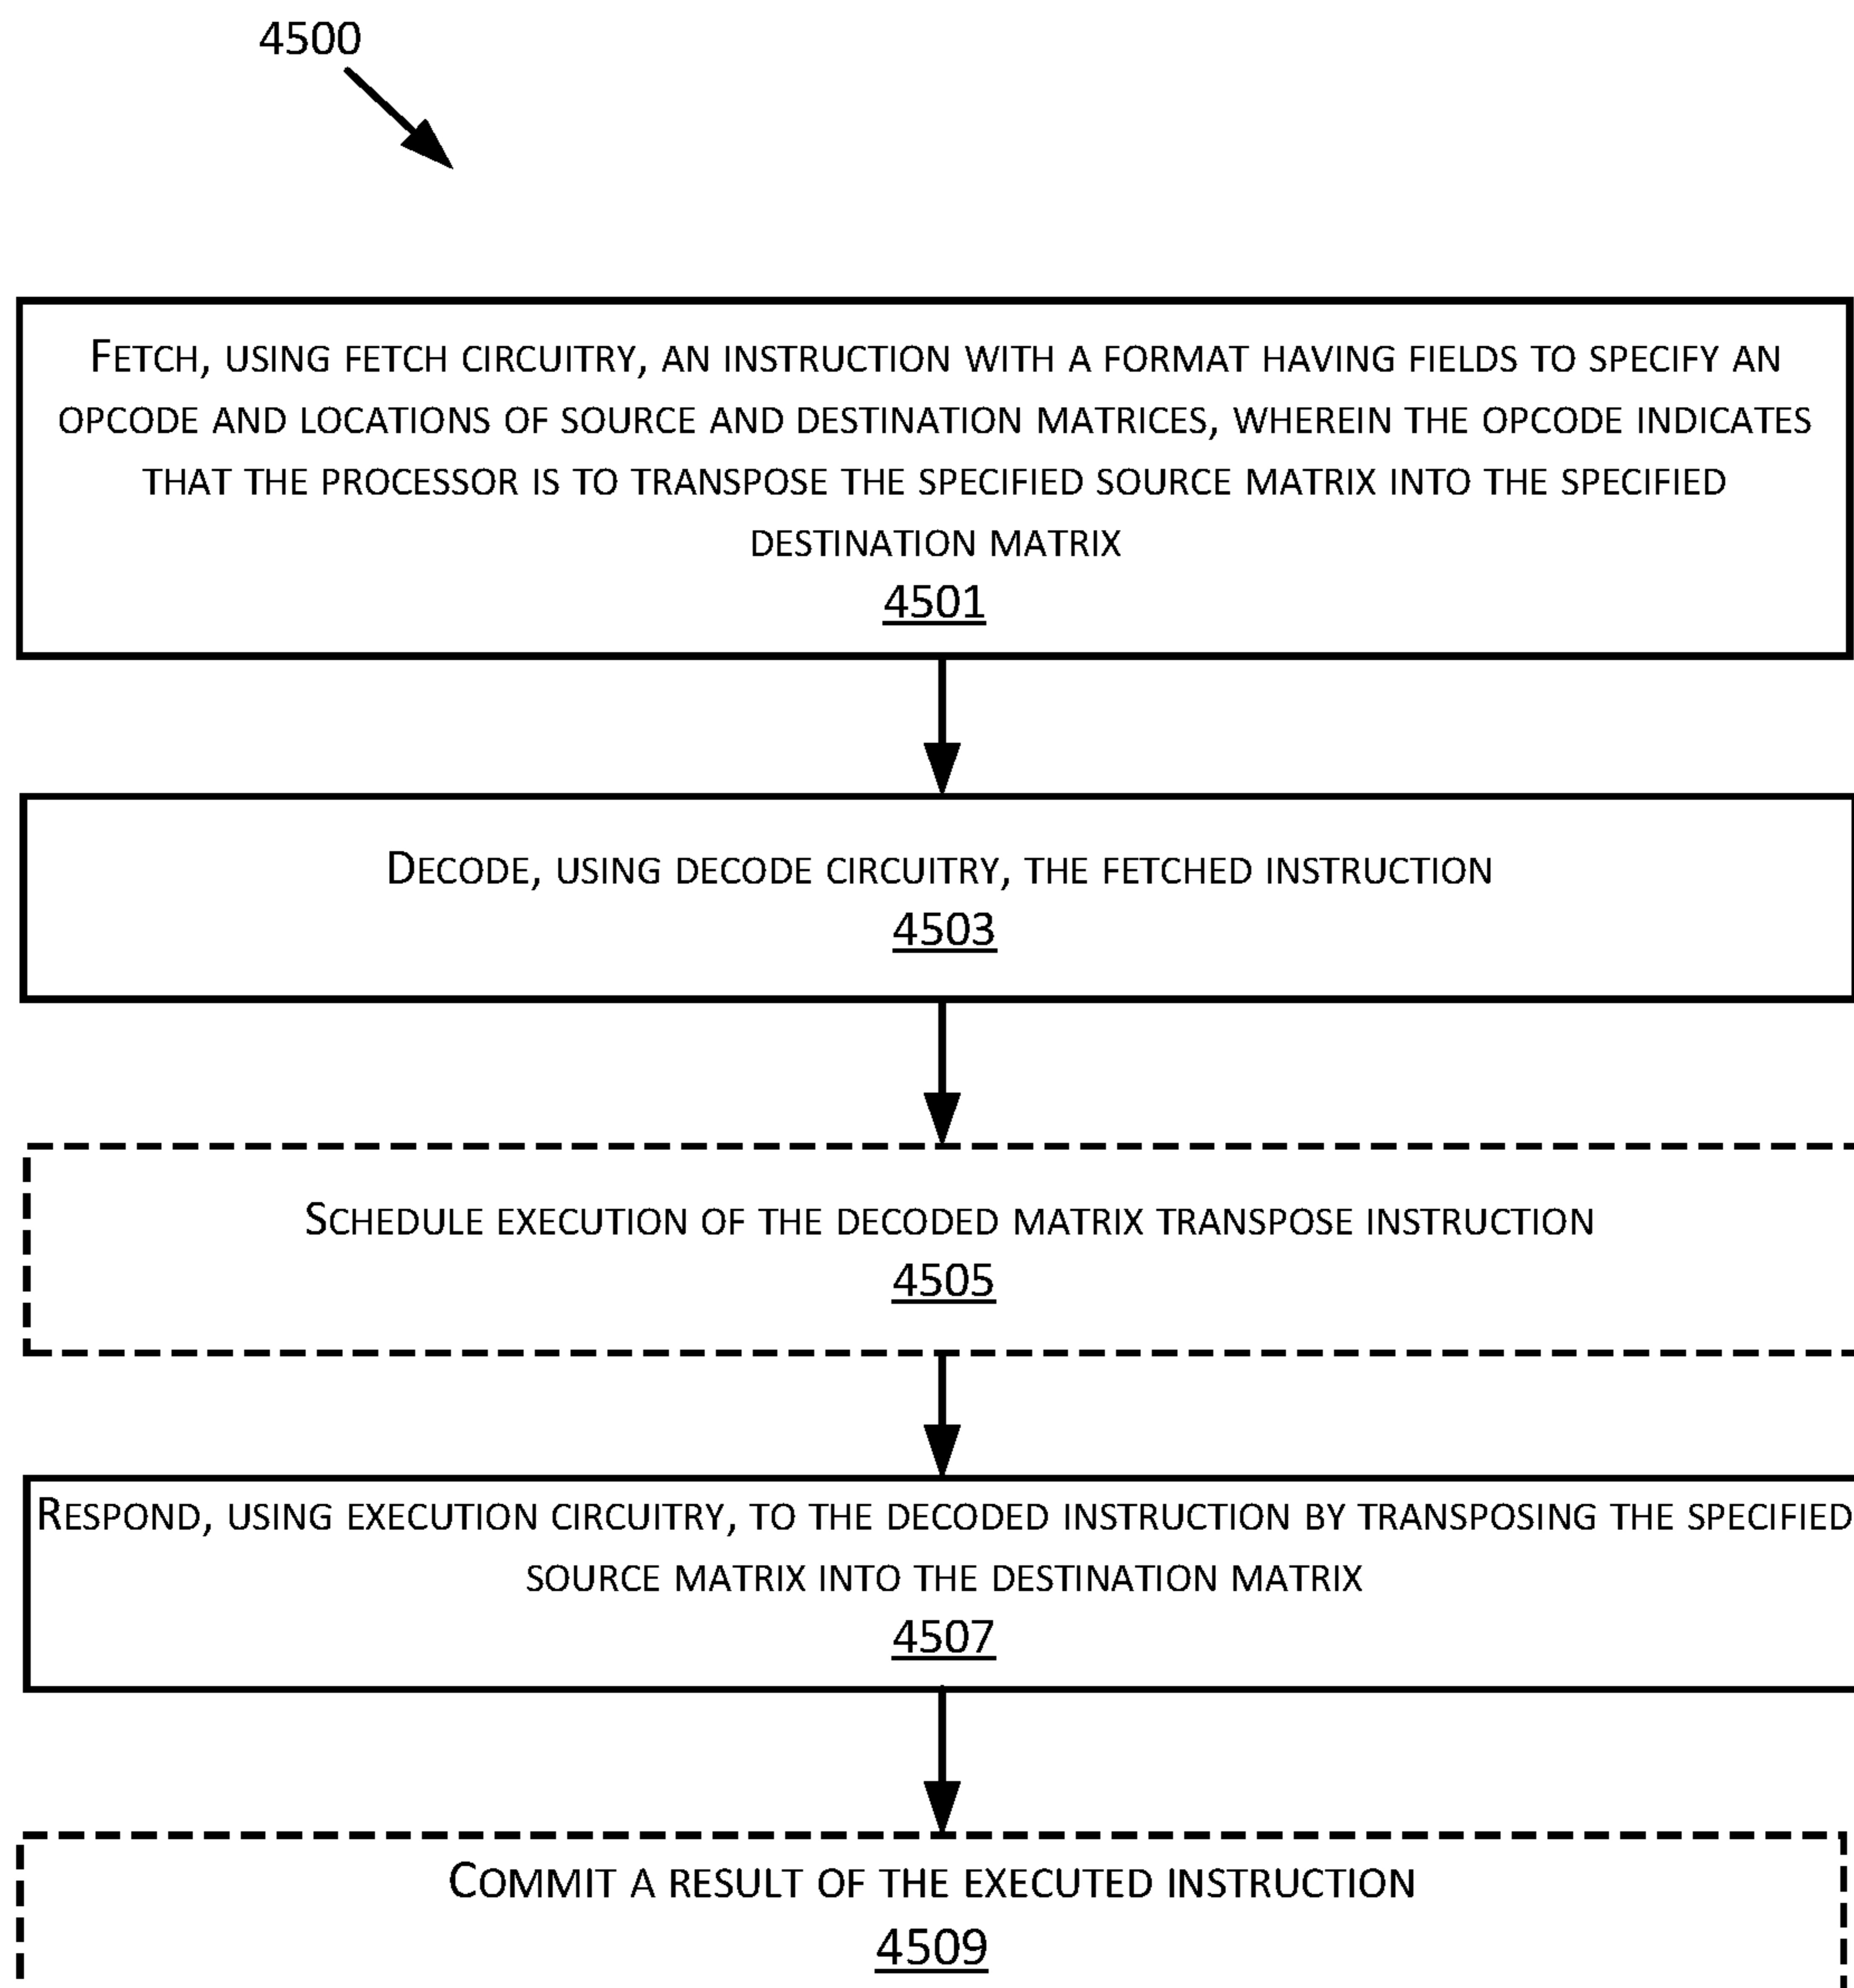 4500
FETCH, USING FETCH CIRCUITRY, AN INSTRUCTION WITH A FORMAT HAVING FIELDS TO SPECIFY AN
OPCODE AND LOCATIONS OF SOURCE AND DESTINATION MATRICES, WHEREIN THE OPCODE INDICATES
THAT THE PROCESSOR IS TO TRANSPOSE THE SPECIFIED SOURCE MATRIX INTO THE SPECIFIED
DESTINATION MATRIX
4501
DECODE, USING DECODE CIRCUITRY, THE FETCHED INSTRUCTION
4503
SCHEDULE EXECUTION OF THE DECODED MATRIX TRANSPOSE INSTRUCTION
4505
RESPOND, USING EXECUTION CIRCUITRY, TO THE DECODED INSTRUCTION BY TRANSPOSING THE SPECIFIED
SOURCE MATRIX INTO THE DESTINATION MATRIX
4507
COMMIT A RESULT OF THE EXECUTED INSTRUCTION
4509